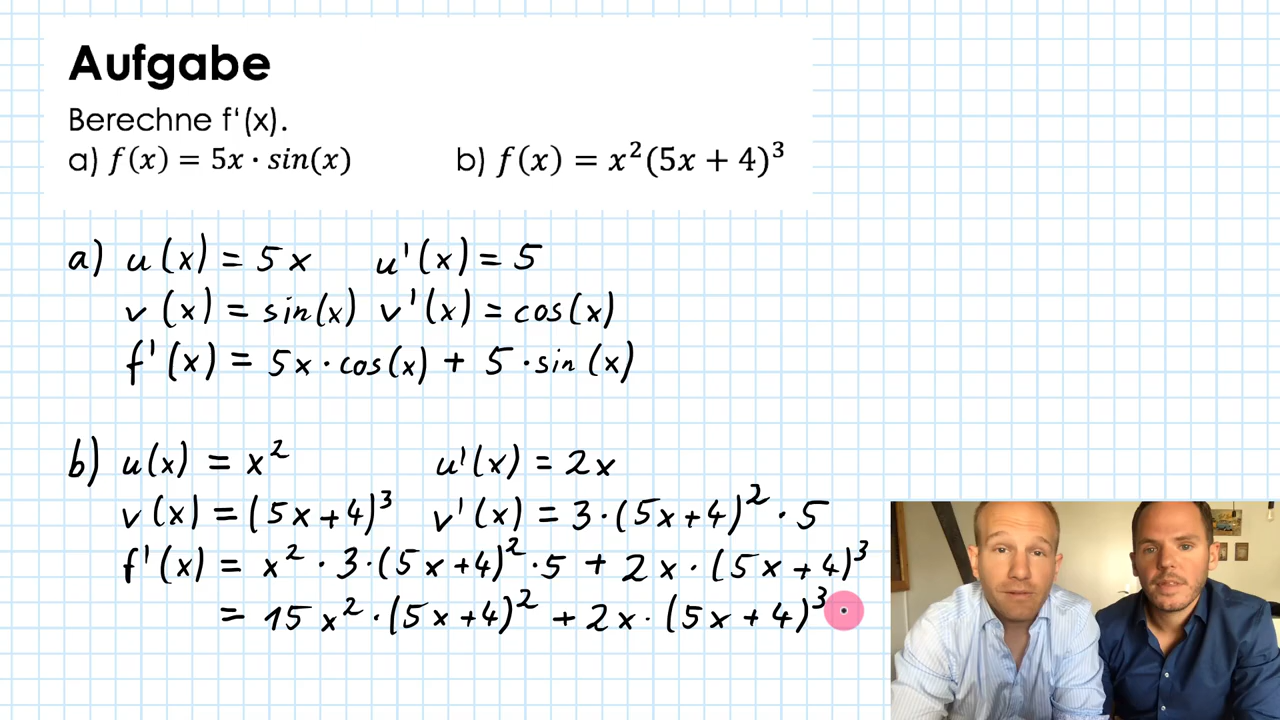 Aufgabe
Berechne f‘(x).
a) f(x) = 5x · sin(x) b) f(x) = x²(5x + 4)³
a) u(x) = 5x u'(x) = 5
v(x) = sin(x) v'(x) = cos(x)
f'(x) = 5x · cos(x) + 5 · sin(x)
b) u(x) = x² u'(x) = 2x
v(x) = (5x+4)³ v'(x) = 3·(5x+4)² · 5
f'(x) = x² · 3·(5x+4)² · 5 + 2x · (5x+4)³
= 15x² · (5x+4)² + 2x · (5x+4)³